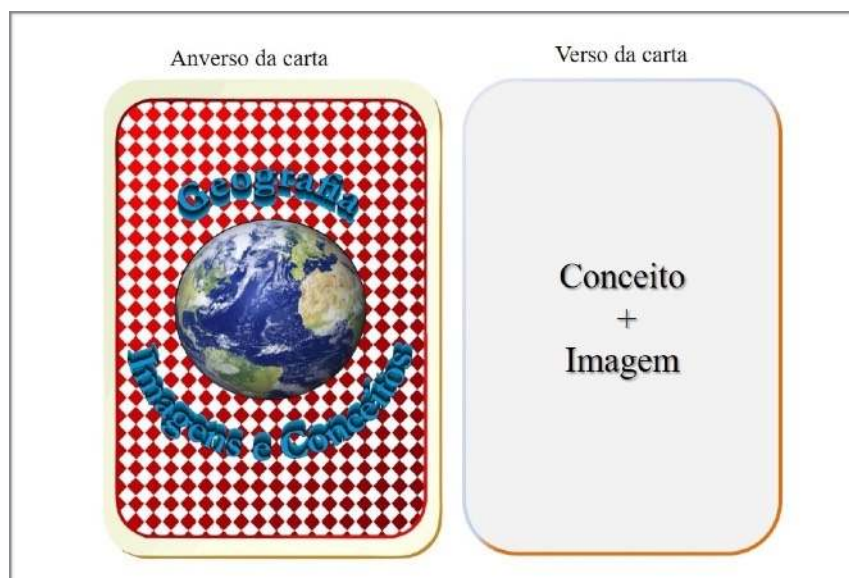 Anverso da carta
Verso da carta
Geografia
Imagens e Conceitos
Conceito
+
Imagem